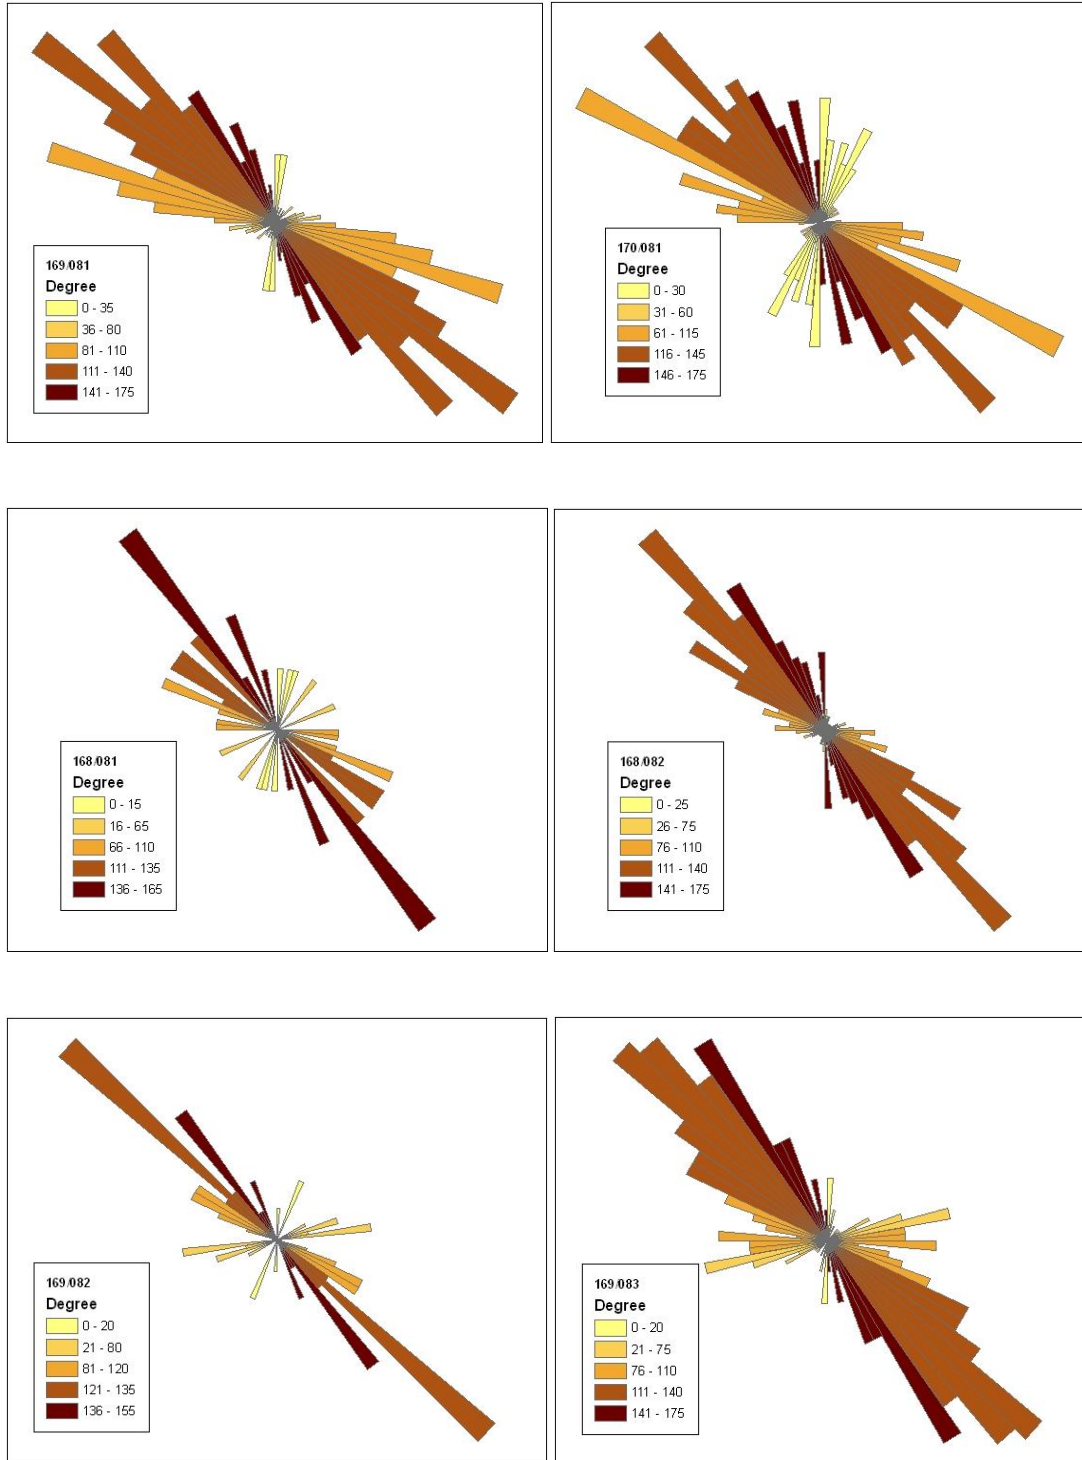 169/081
Degree
0 - 35
36 - 80
81 - 110
111 - 140
141 - 175
170/081
Degree
0 - 30
31 - 60
61 - 115
116 - 145
146 - 175
168/081
Degree
0 - 15
16 - 65
66 - 110
111 - 135
136 - 165
168/082
Degree
0 - 25
26 - 75
76 - 110
111 - 140
141 - 175
169/082
Degree
0 - 20
21 - 80
81 - 120
121 - 135
136 - 155
169/083
Degree
0 - 20
21 - 75
76 - 110
111 - 140
141 - 175